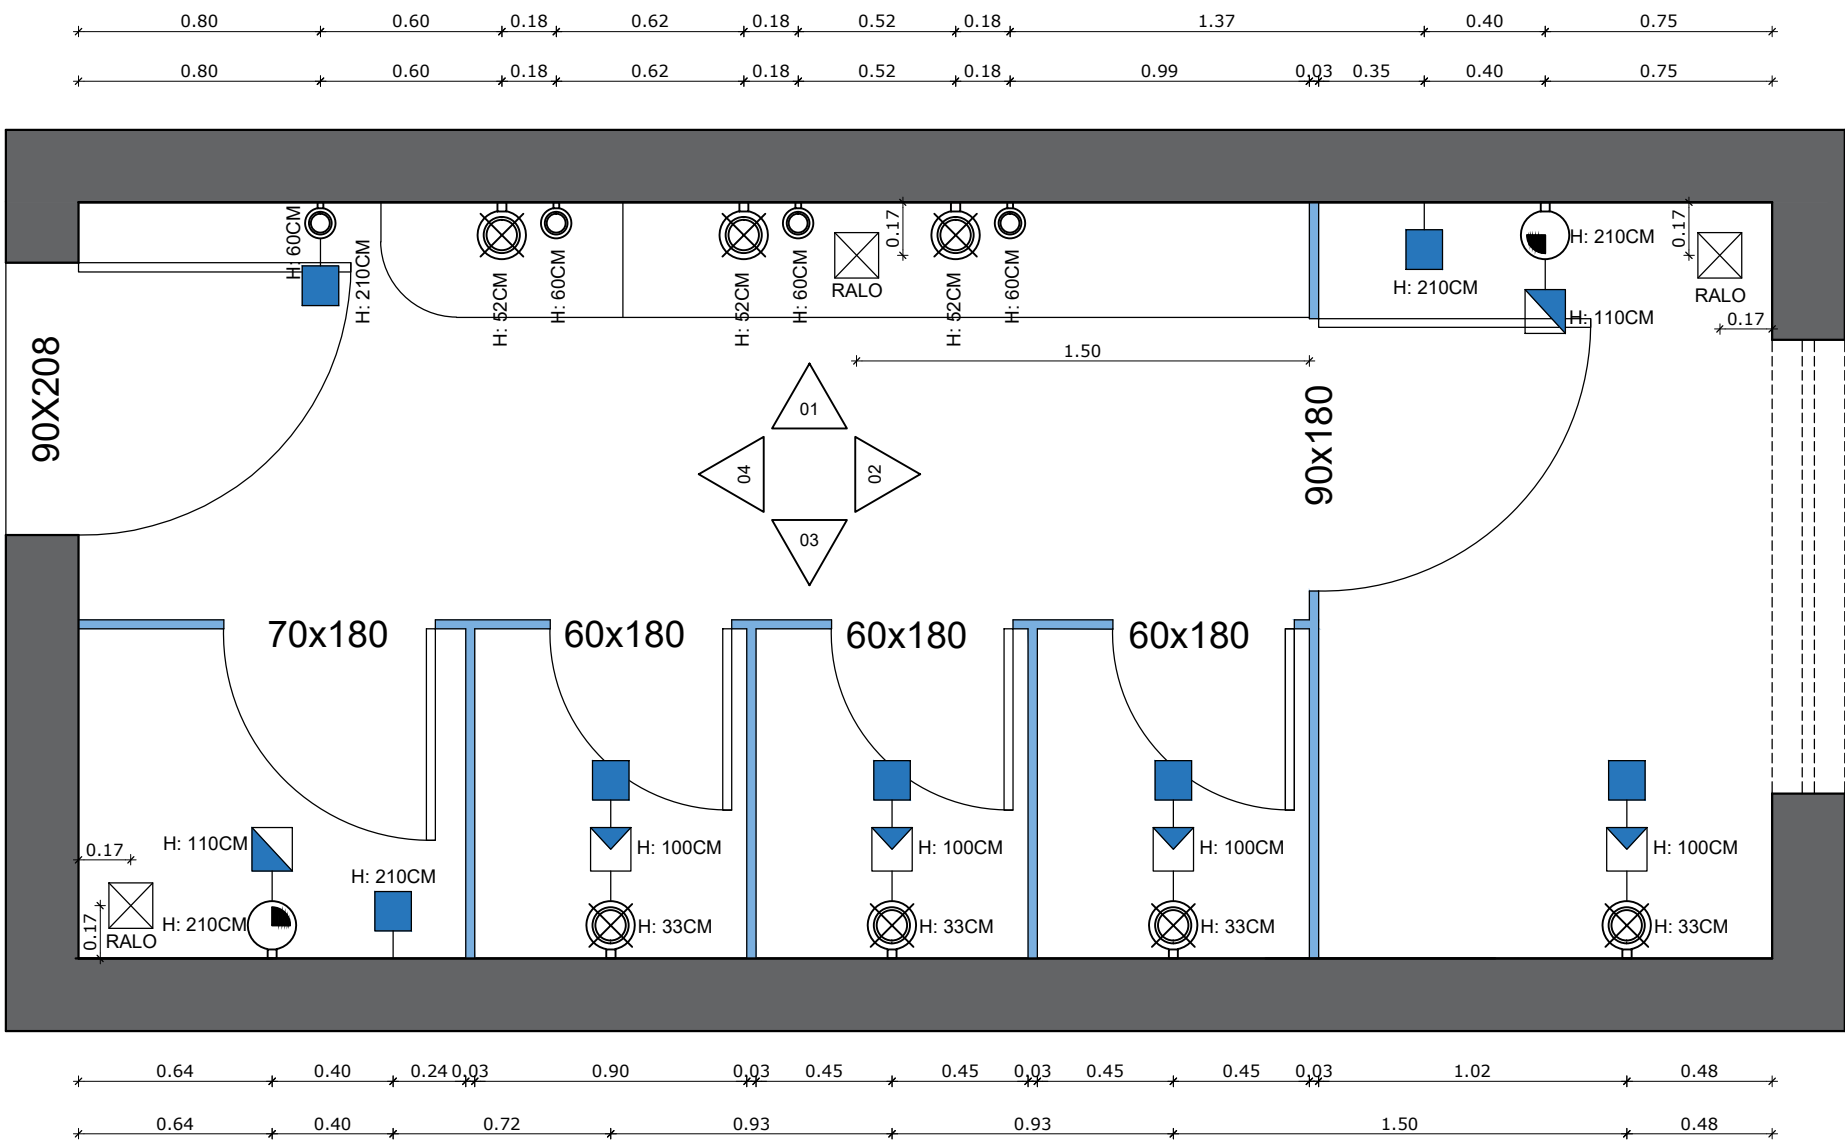 0.80 0.60 0.18 0.62 0.18 0.52 0.18 1.37 0.40 0.75
0.80 0.60 0.18 0.62 0.18 0.52 0.18 0.99 0.03 0.35 0.40 0.75
H: 60CM
H: 210CM
H: 52CM
H: 60CM
H: 52CM
H: 60CM
RALO
0.17
H: 52CM
H: 60CM
H: 210CM
H: 210CM
H: 110CM
0.17
RALO
0.17
1.50
90X208
01
04
02
03
90x180
70x180
60x180
60x180
60x180
0.17
H: 110CM
H: 210CM
H: 100CM
H: 100CM
H: 100CM
H: 100CM
0.17
RALO
H: 210CM
H: 33CM
H: 33CM
H: 33CM
H: 33CM
0.64 0.40 0.24 0.03 0.90 0.03 0.45 0.45 0.03 0.45 0.45 0.03 1.02 0.48
0.64 0.40 0.72 0.93 0.93 1.50 0.48